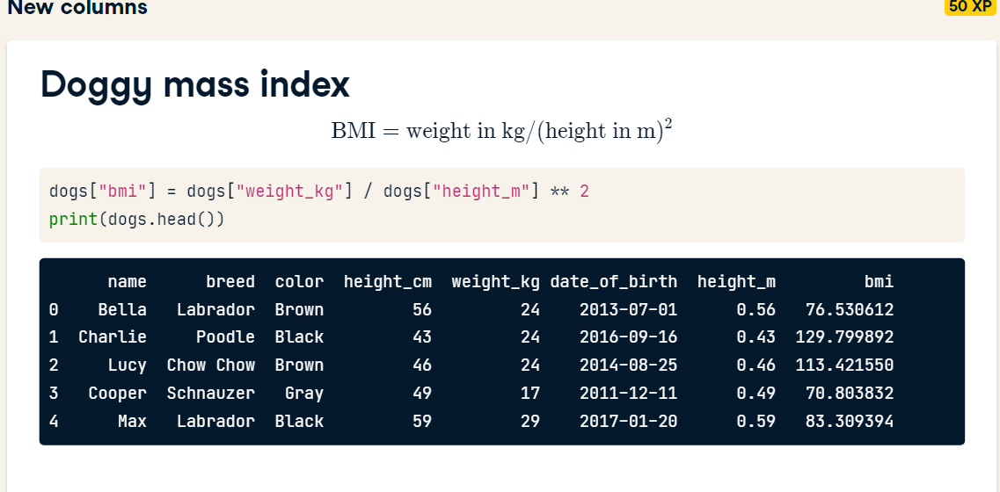 New columns
50 XP
Doggy mass index
BMI = weight in kg/(height in m)²
dogs["bmi"] = dogs["weight_kg"] / dogs["height_m"] ** 2
print(dogs.head())
name breed color height_cm weight_kg date_of_birth height_m bmi
0 Bella Labrador Brown 56 24 2013-07-01 0.56 76.530612
1 Charlie Poodle Black 43 24 2016-09-16 0.43 129.799892
2 Lucy Chow Chow Brown 46 24 2014-08-25 0.46 113.421550
3 Cooper Schnauzer Gray 49 17 2011-12-11 0.49 70.803832
4 Max Labrador Black 59 29 2017-01-20 0.59 83.309394